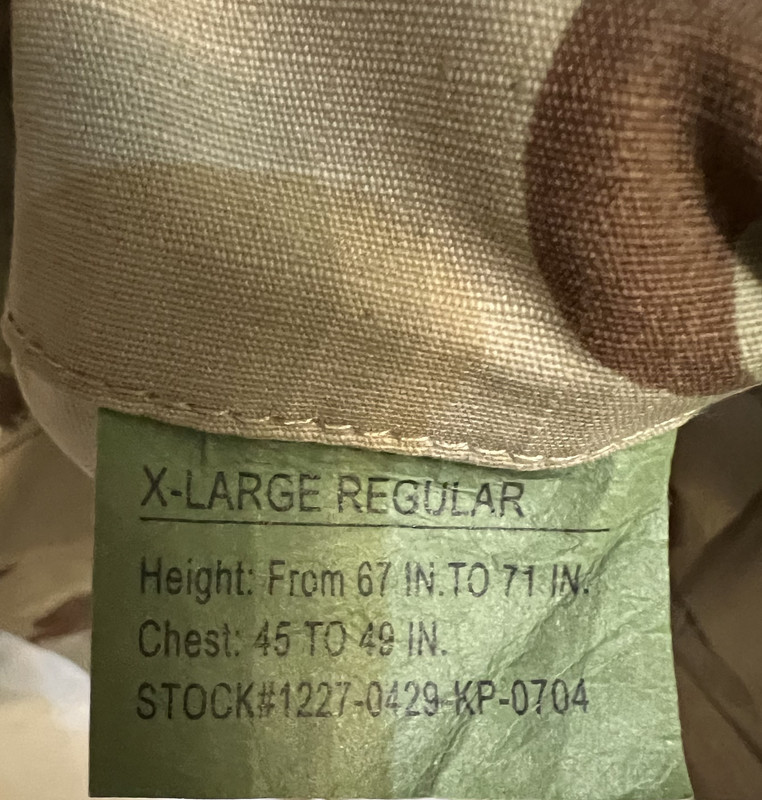 X-LARGE REGULAR
Height: From 67 IN.TO 71 IN.
Chest: 45 TO 49 IN.
STOCK#1227-0429-KP-0704